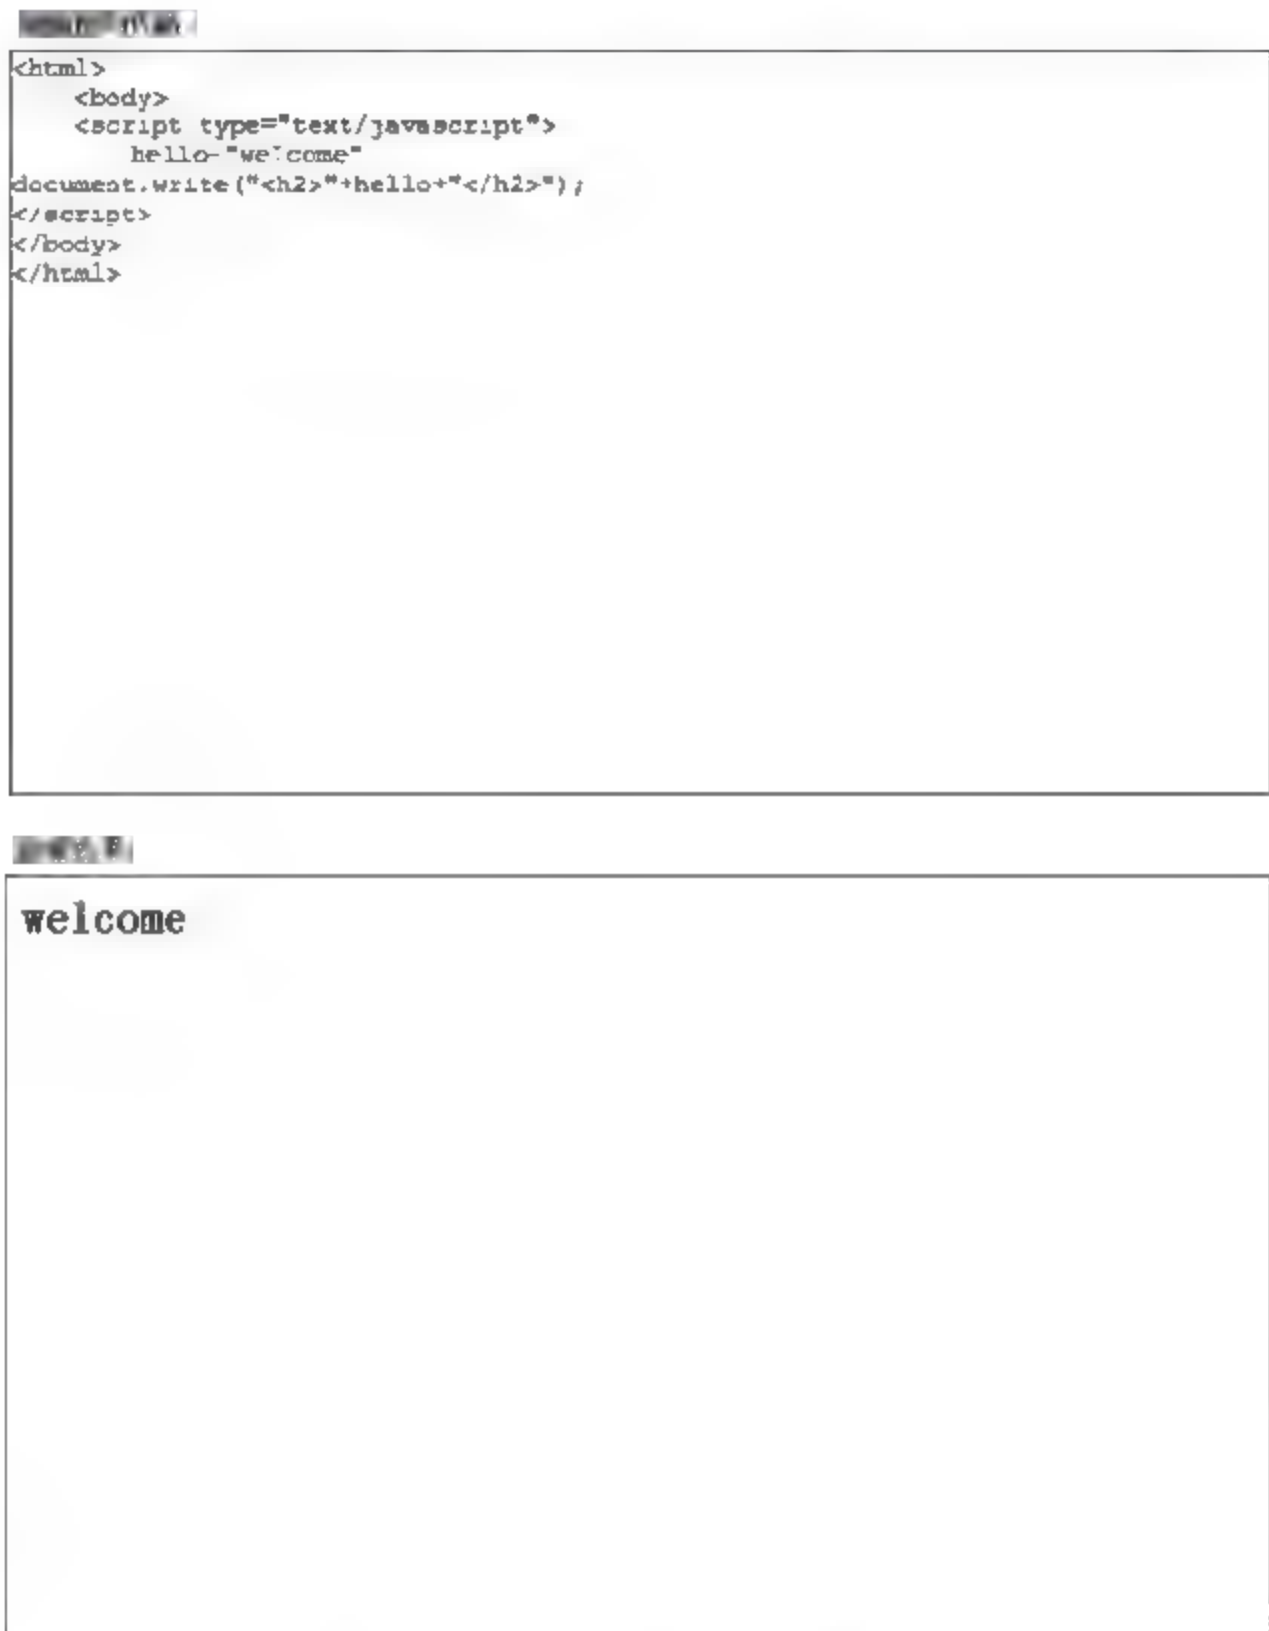 <html>
<body>
<script type="text/javascript">
hello="welcome"
document.write("<h2>"+hello+"</h2>");
</script>
</body>
</html>
welcome